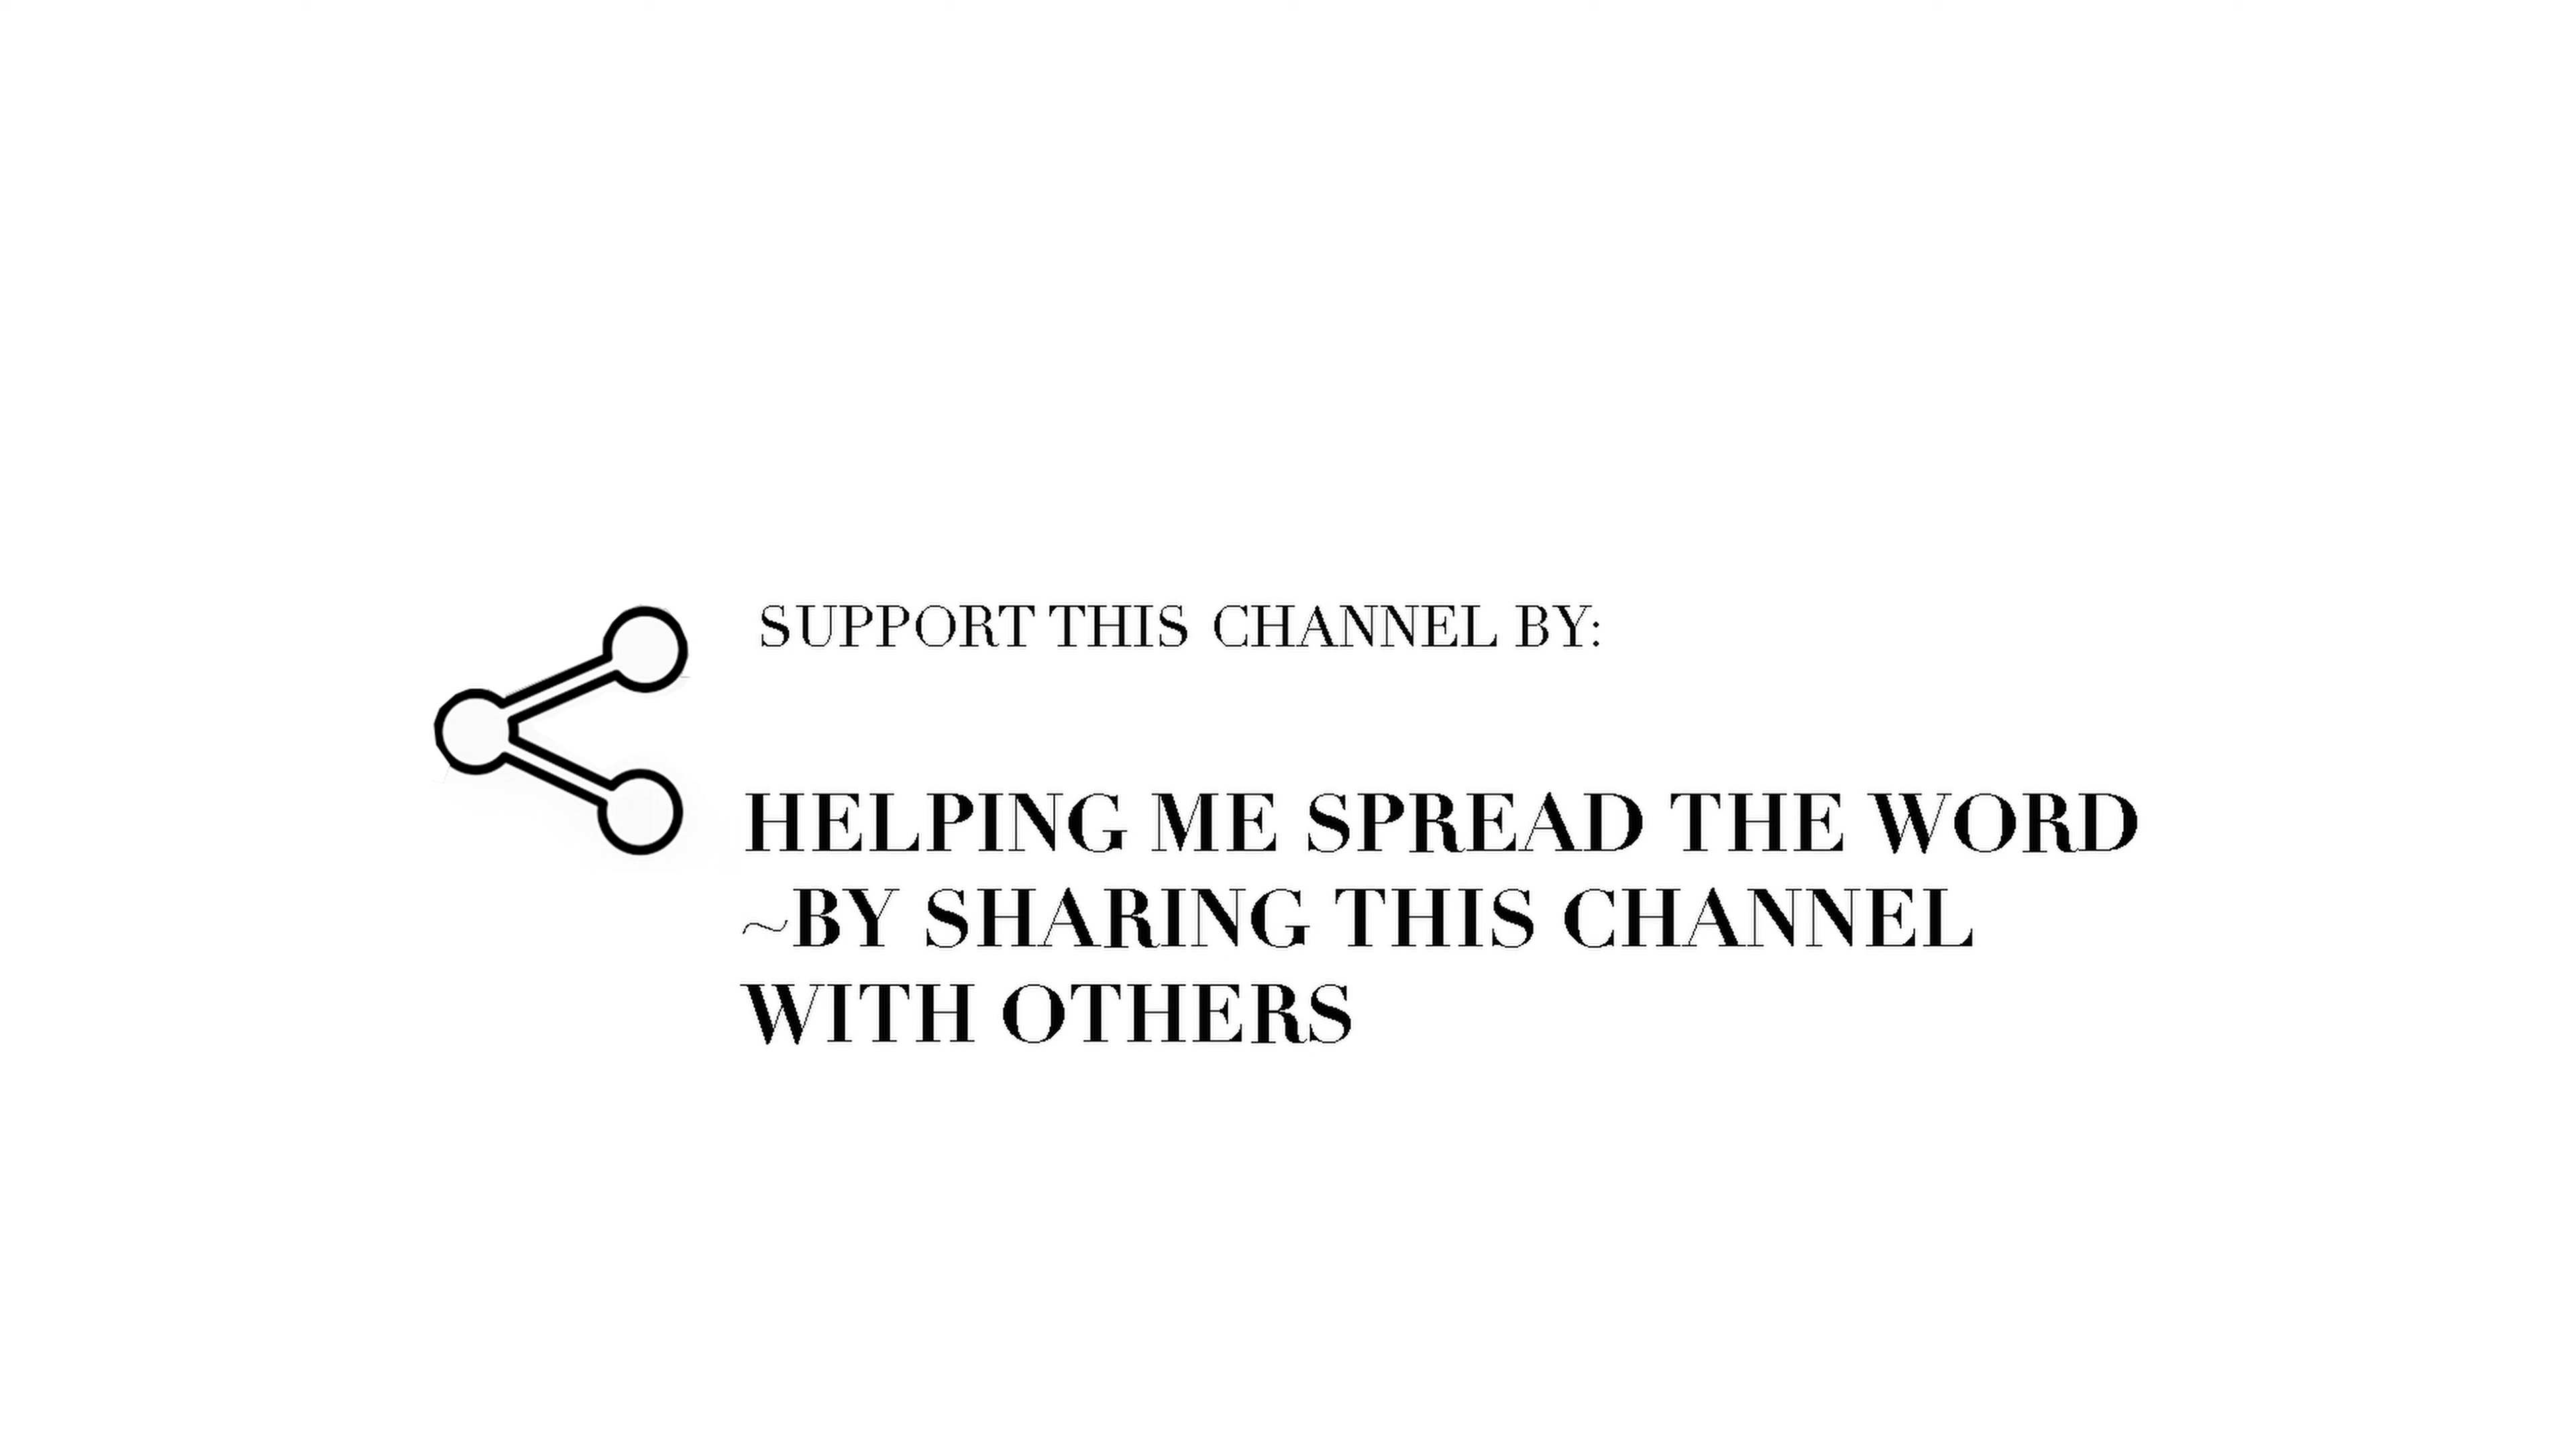 SUPPORT THIS CHANNEL BY:
HELPING ME SPREAD THE WORD
~BY SHARING THIS CHANNEL
WITH OTHERS